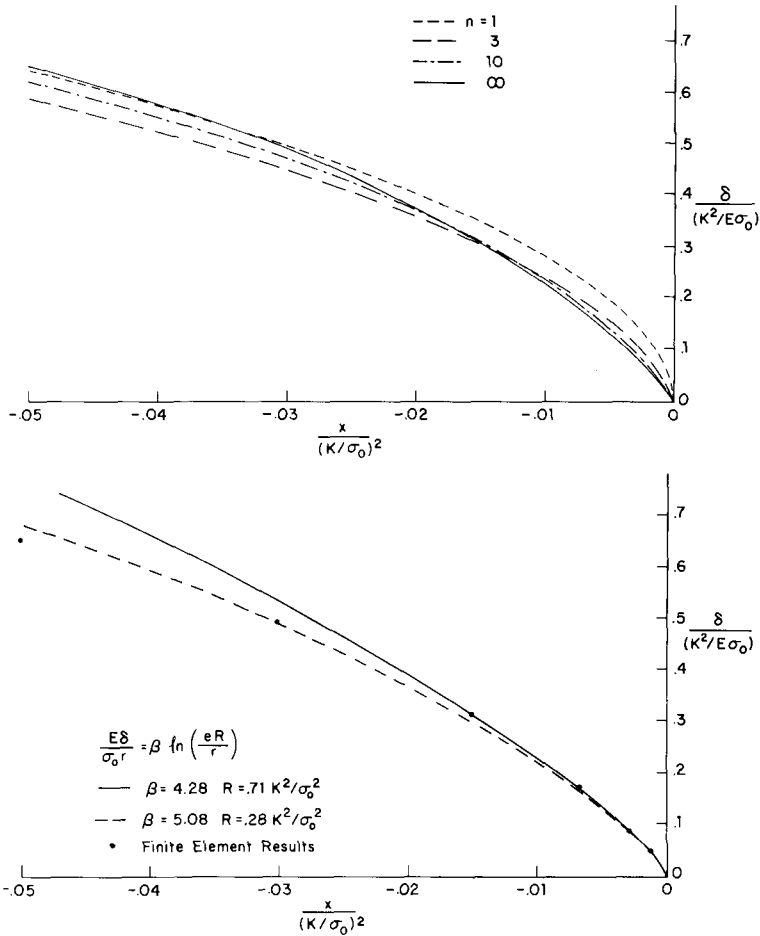 n = 1
3
10
∞
.7
.6
.5
.4
.3
.2
.1
0
δ
(K²/Eσ₀)
-.05 -.04 -.03 -.02 -.01 0
x
(K/σ₀)²
.7
.6
.5
.4
.3
.2
.1
0
δ
(K²/Eσ₀)
Eδ/σ₀r = β ln (eR/r)
β = 4.28 R = .71 K²/σ₀²
β = 5.08 R = .28 K²/σ₀²
• Finite Element Results
-.05 -.04 -.03 -.02 -.01 0
x
(K/σ₀)²